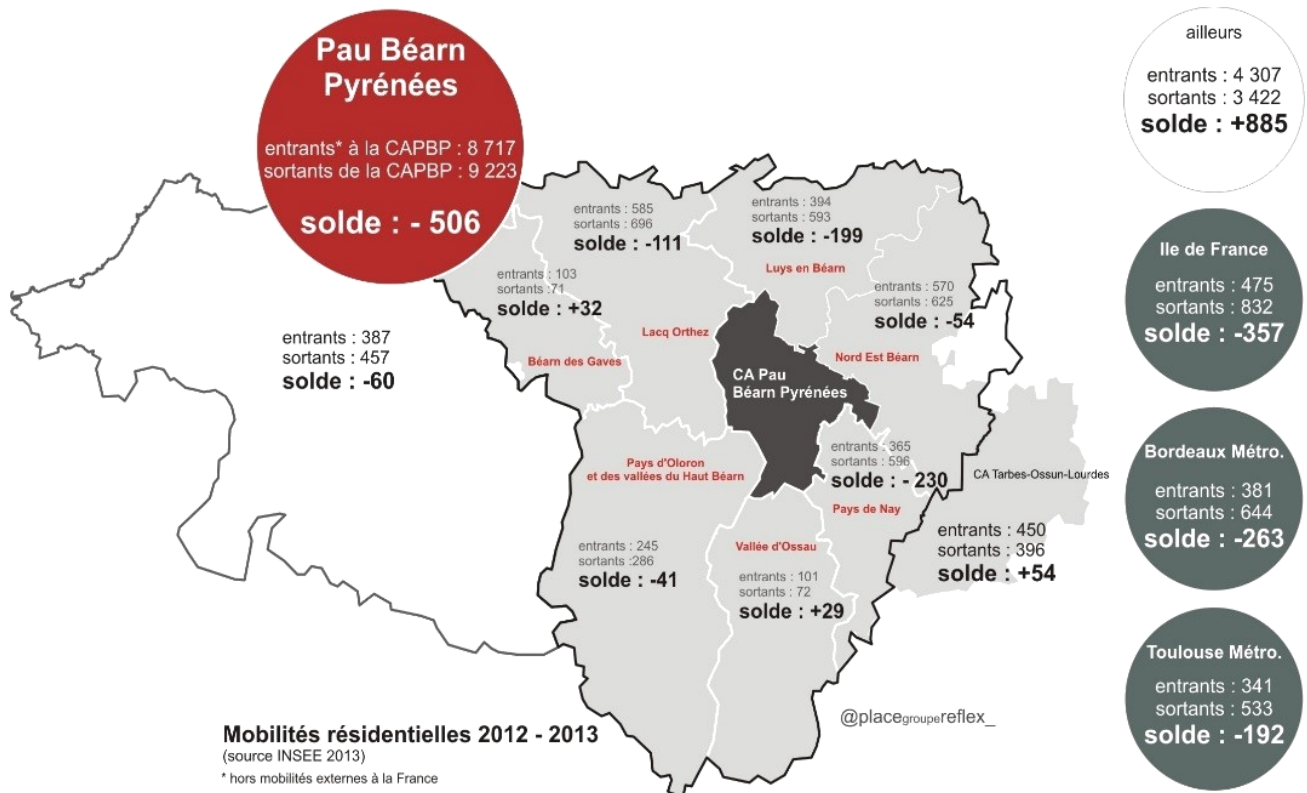 Pau Béarn
Pyrénées
entrants* à la CAPBP : 8 717
sortants de la CAPBP : 9 223
solde : - 506
ailleurs
entrants : 4 307
sortants : 3 422
solde : +885
entrants : 585
sortants : 696
solde : -111
entrants : 394
sortants : 593
solde : -199
Luys en Béarn
Ile de France
entrants : 475
sortants : 832
solde : -357
entrants : 103
sortants :71
solde : +32
Béarn des Gaves
Lacq Orthez
entrants : 570
sortants : 625
solde : -54
Nord Est Béarn
entrants : 387
sortants : 457
solde : -60
CA Pau
Béarn Pyrénées
Bordeaux Métro.
entrants : 381
sortants : 644
solde : -263
Pays d'Oloron
et des vallées du Haut Béarn
entrants : 365
sortants : 596
solde : - 230
Pays de Nay
CA Tarbes-Ossun-Lourdes
entrants : 450
sortants : 396
solde : +54
entrants : 245
sortants :286
solde : -41
Vallée d'Ossau
entrants : 101
sortants : 72
solde : +29
Toulouse Métro.
entrants : 341
sortants : 533
solde : -192
@placegroupereflex_
Mobilités résidentielles 2012 - 2013
(source INSEE 2013)
* hors mobilités externes à la France